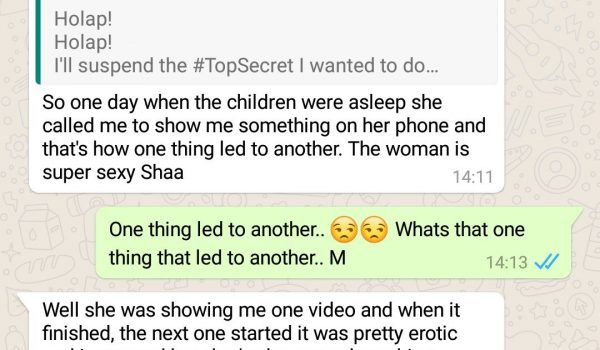 Holap!
Holap!
I'll suspend the #TopSecret I wanted to do...
So one day when the children were asleep she
called me to show me something on her phone and
that's how one thing led to another. The woman is
super sexy Shaa
14:11
One thing led to another.. 😒😒 Whats that one
thing that led to another.. M
14:13
Well she was showing me one video and when it
finished, the next one started it was pretty erotic